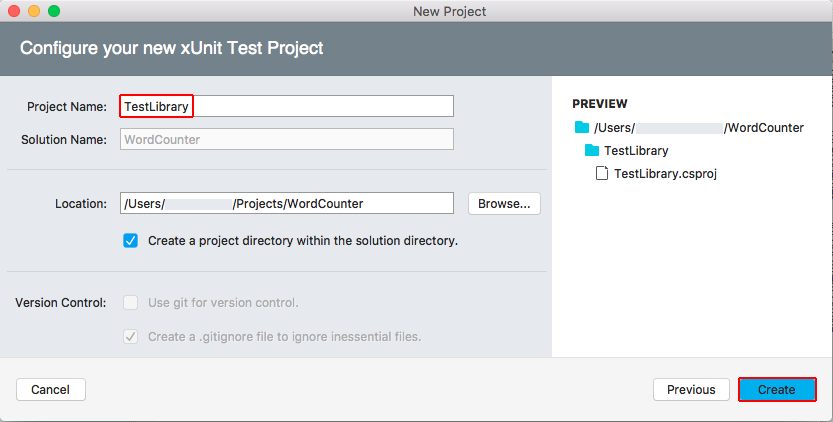 New Project
Configure your new xUnit Test Project
Project Name: TestLibrary
Solution Name: WordCounter
Location: /Users/ /Projects/WordCounter Browse...
Create a project directory within the solution directory.
Version Control: Use git for version control.
Create a .gitignore file to ignore inessential files.
PREVIEW
/Users/ /WordCounter
TestLibrary
TestLibrary.csproj
Cancel Previous Create